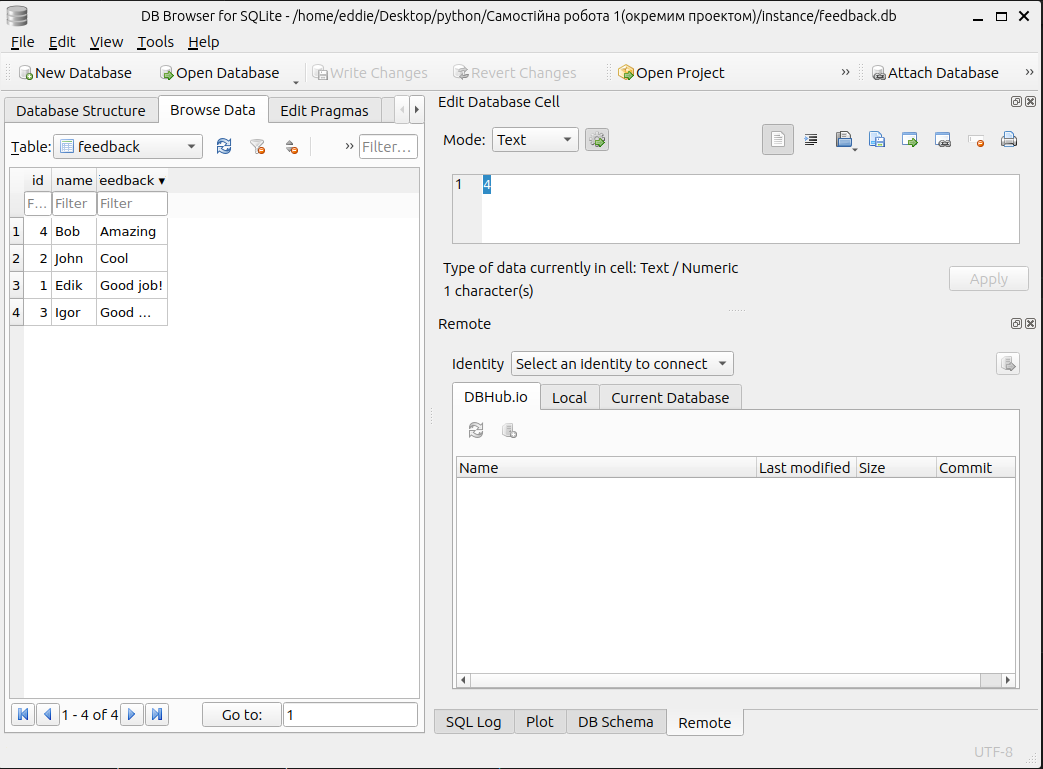 DB Browser for SQLite - /home/eddie/Desktop/python/Самостійна робота 1(окремим проектом)/instance/feedback.db
File Edit View Tools Help
New Database Open Database Write Changes Revert Changes Open Project » Attach Database »
Database Structure Browse Data Edit Pragmas
Table: feedback » Filter...
id name feedback
F... Filter Filter
1 4 Bob Amazing
2 2 John Cool
3 1 Edik Good job!
4 3 Igor Good ...
1 - 4 of 4 Go to: 1
Edit Database Cell
Mode: Text
1 4
Type of data currently in cell: Text / Numeric
1 character(s)
Apply
Remote
Identity Select an identity to connect
DBHub.io Local Current Database
Name Last modified Size Commit
SQL Log Plot DB Schema Remote
UTF-8